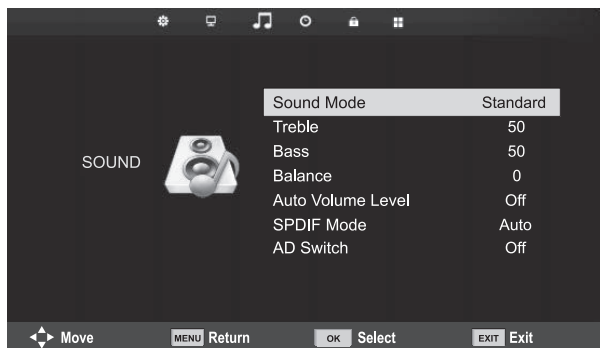 Sound Mode Standard
Treble 50
Bass 50
SOUND
Balance 0
Auto Volume Level Off
SPDIF Mode Auto
AD Switch Off
Move MENU Return OK Select EXIT Exit